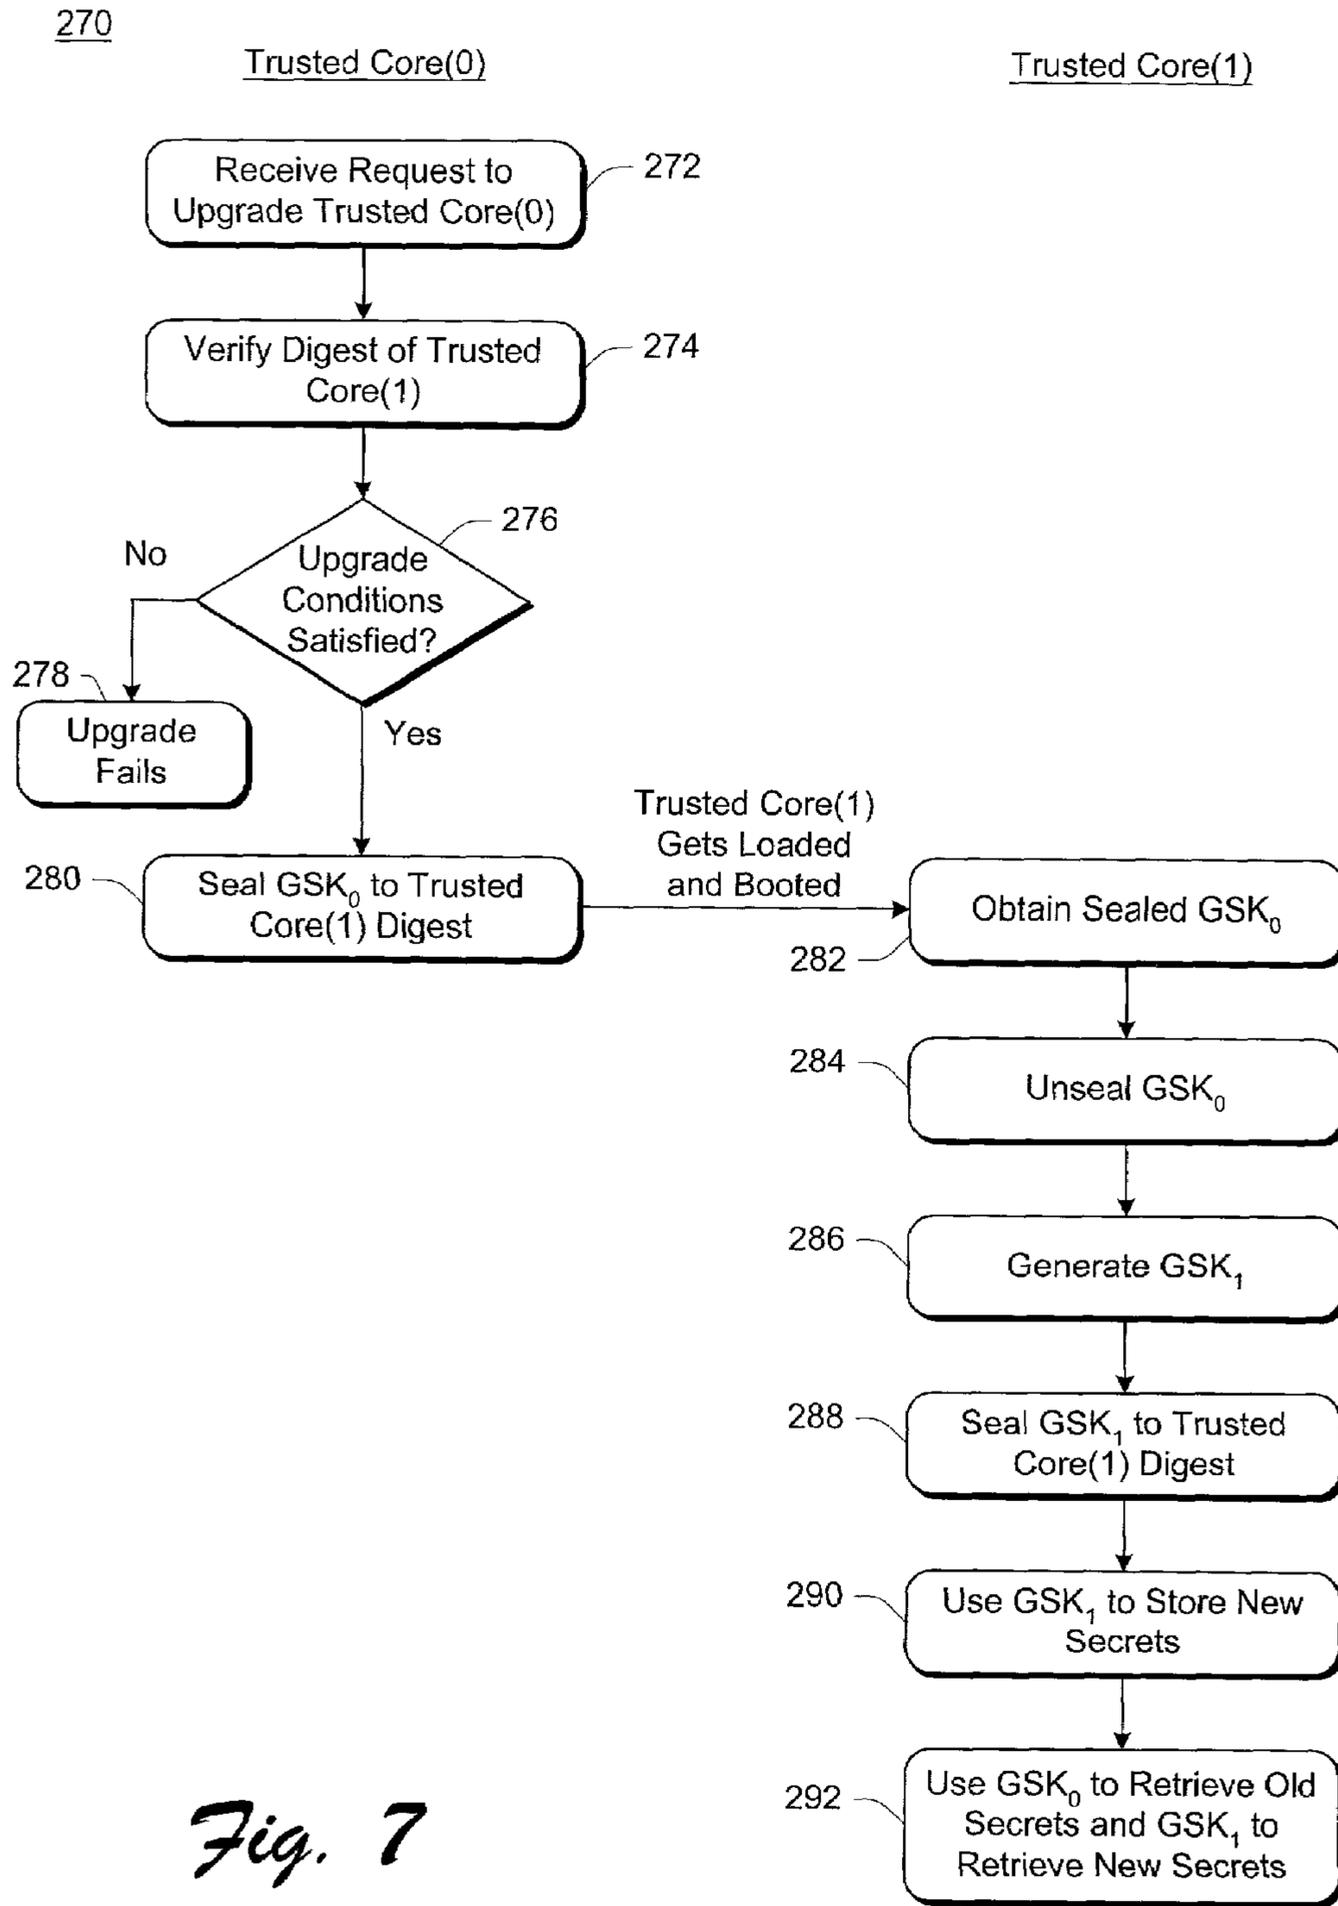 270
Trusted Core(0)
Trusted Core(1)
Receive Request to
Upgrade Trusted Core(0)
272
Verify Digest of Trusted
Core(1)
274
276
No
Upgrade
Conditions
Satisfied?
278
Upgrade
Fails
Yes
Trusted Core(1)
Gets Loaded
and Booted
280
Seal GSK₀ to Trusted
Core(1) Digest
Obtain Sealed GSK₀
282
284
Unseal GSK₀
286
Generate GSK₁
288
Seal GSK₁ to Trusted
Core(1) Digest
290
Use GSK₁ to Store New
Secrets
292
Use GSK₀ to Retrieve Old
Secrets and GSK₁ to
Retrieve New Secrets
Fig. 7